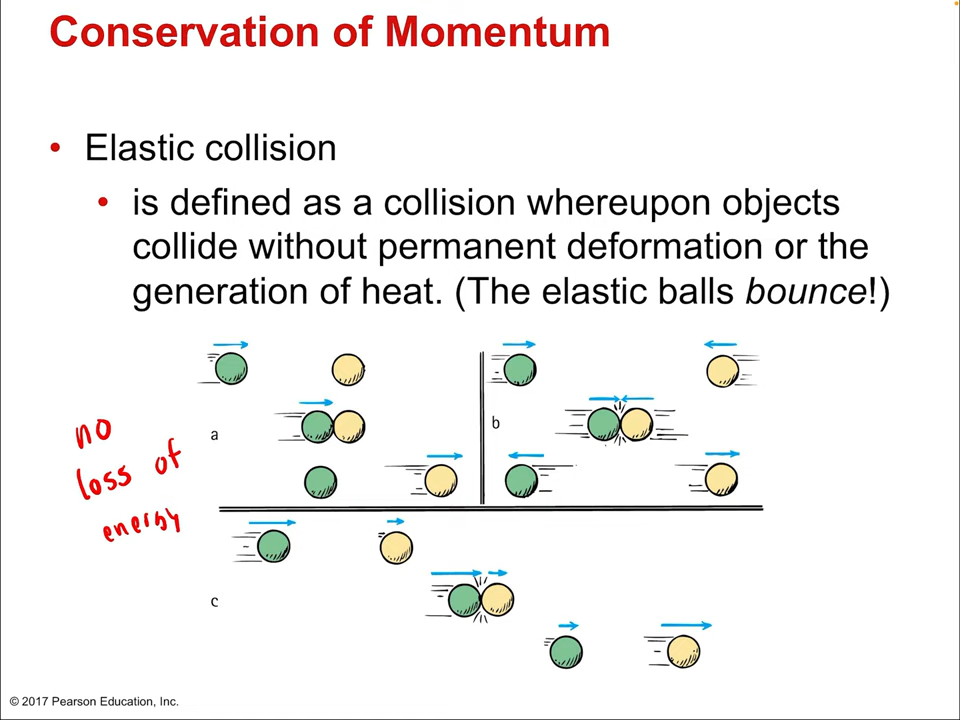 Conservation of Momentum
• Elastic collision
• is defined as a collision whereupon objects
collide without permanent deformation or the
generation of heat. (The elastic balls bounce!)
a
b
no
loss of
energy
c
© 2017 Pearson Education, Inc.